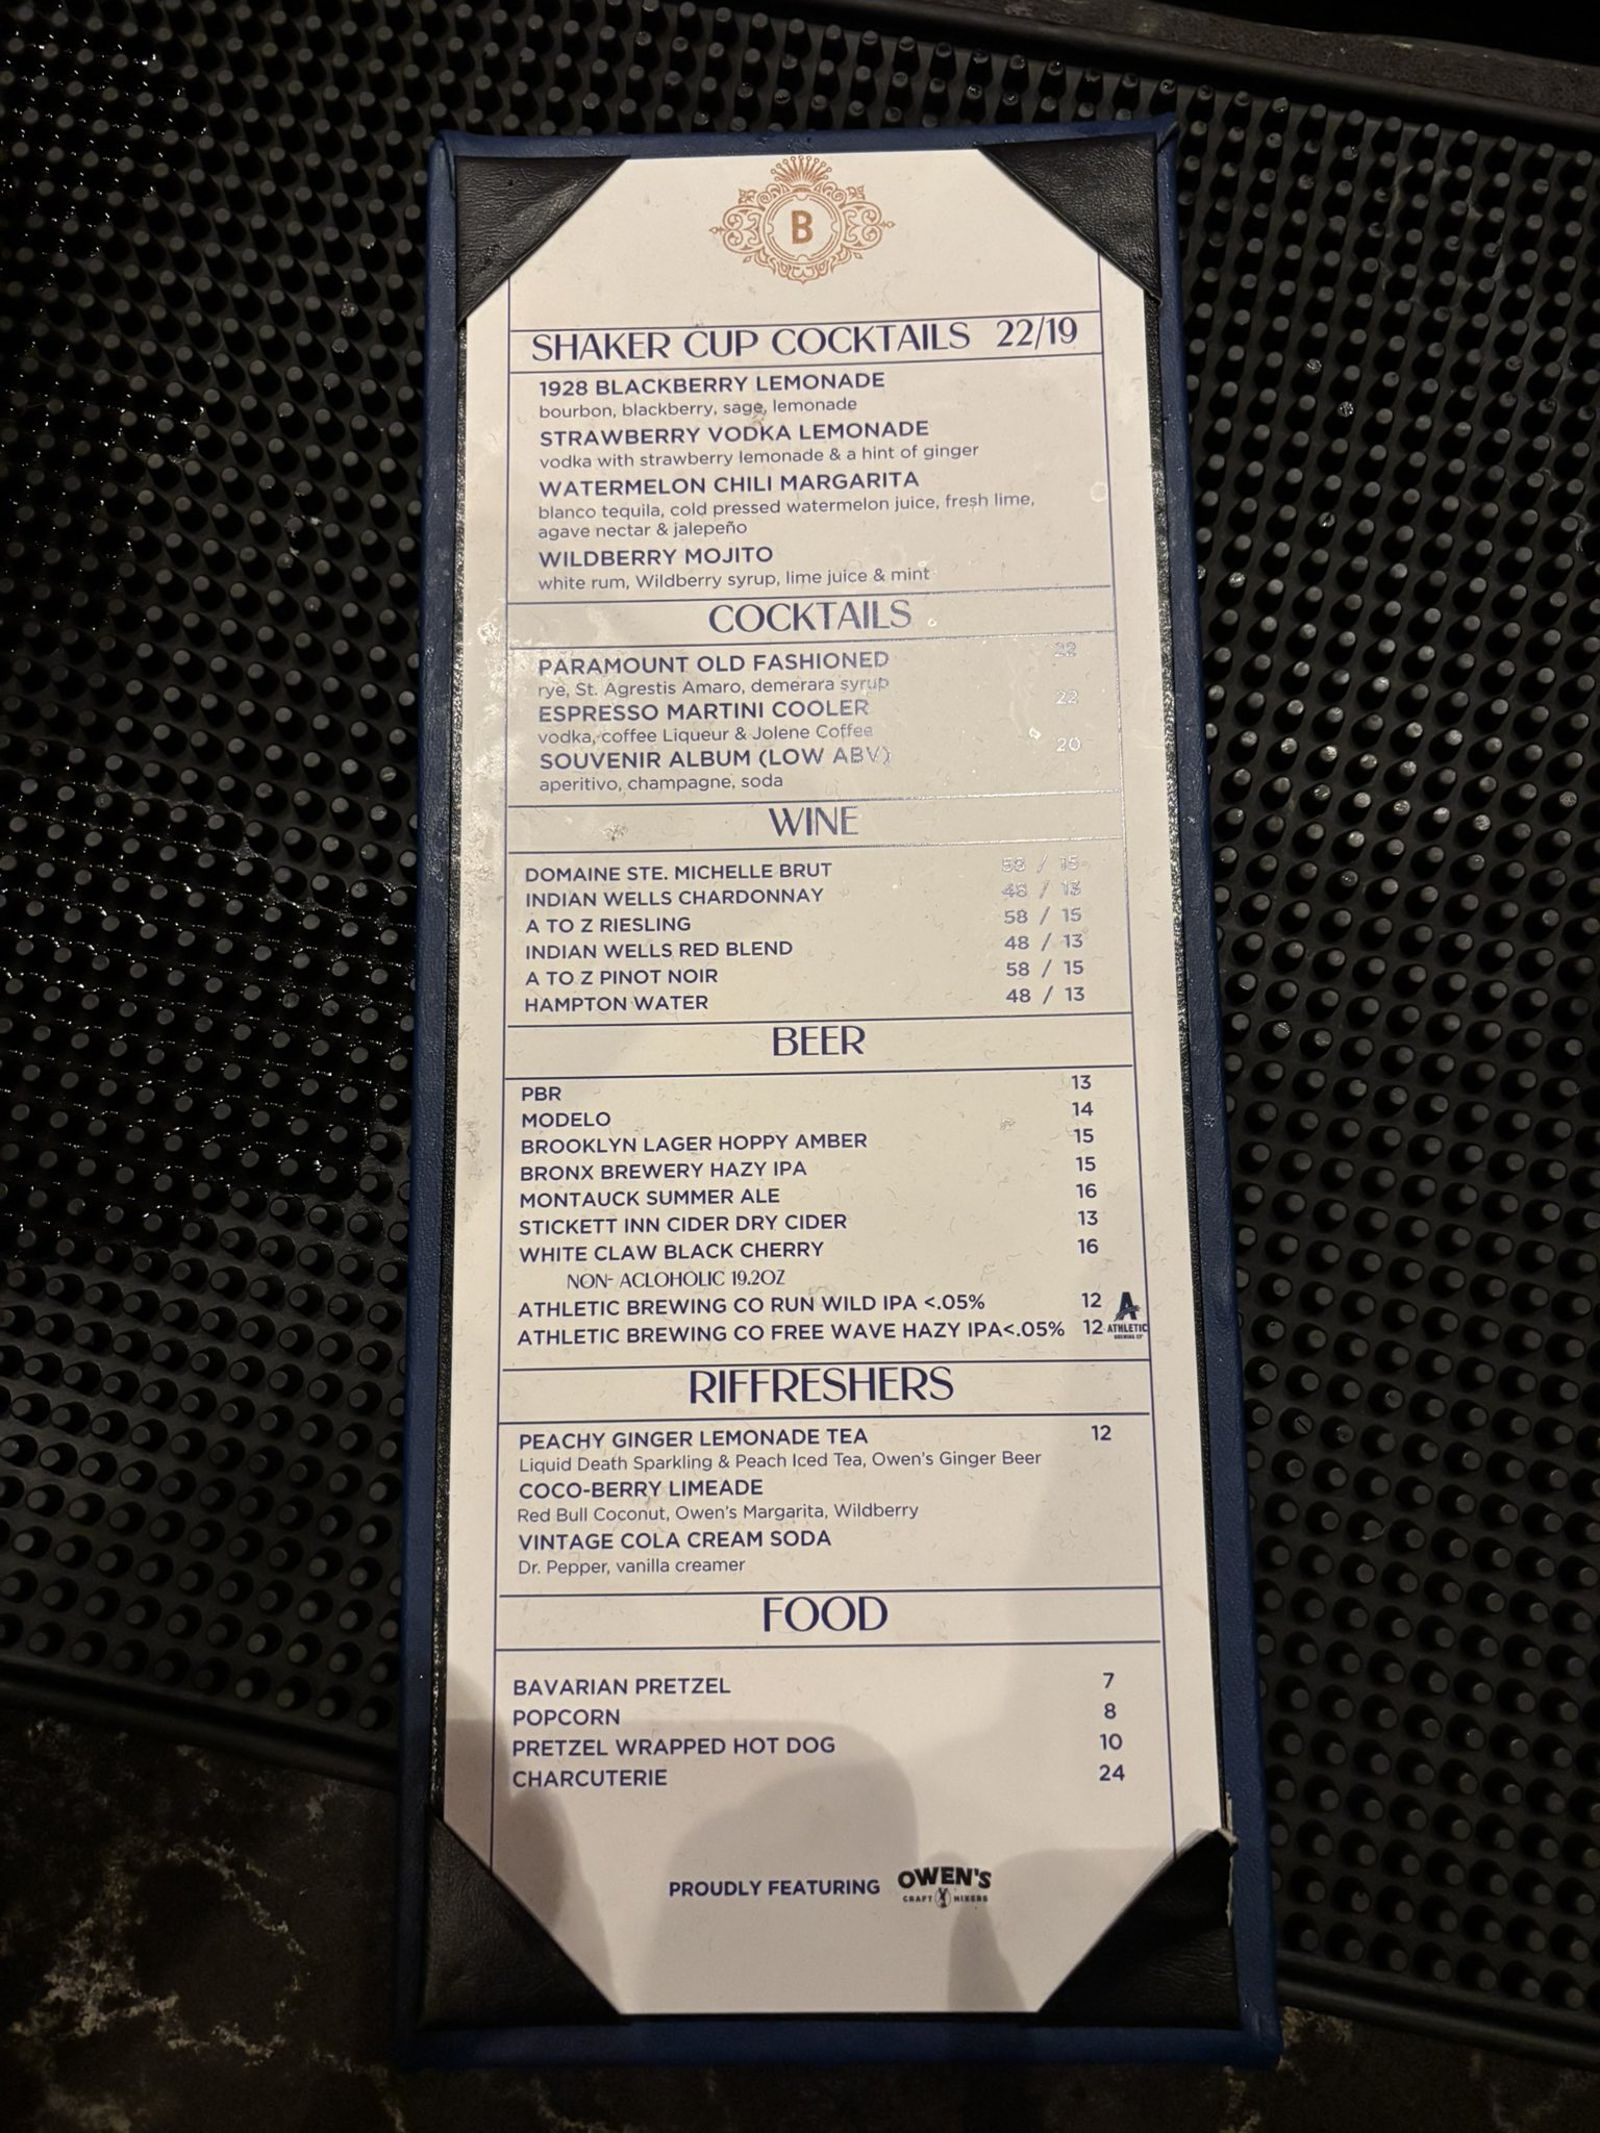 B
SHAKER CUP COCKTAILS 22/19
1928 BLACKBERRY LEMONADE
bourbon, blackberry, sage, lemonade
STRAWBERRY VODKA LEMONADE
vodka with strawberry lemonade & a hint of ginger
WATERMELON CHILI MARGARITA
blanco tequila, cold pressed watermelon juice, fresh lime,
agave nectar & jalepeño
WILDBERRY MOJITO
white rum, Wildberry syrup, lime juice & mint
COCKTAILS
PARAMOUNT OLD FASHIONED 22
rye, St. Agrestis Amaro, demerara syrup
ESPRESSO MARTINI COOLER 22
vodka, coffee Liqueur & Jolene Coffee
SOUVENIR ALBUM (LOW ABV) 20
aperitivo, champagne, soda
WINE
DOMAINE STE. MICHELLE BRUT 58 / 15
INDIAN WELLS CHARDONNAY 48 / 13
A TO Z RIESLING 58 / 15
INDIAN WELLS RED BLEND 48 / 13
A TO Z PINOT NOIR 58 / 15
HAMPTON WATER 48 / 13
BEER
PBR 13
MODELO 14
BROOKLYN LAGER HOPPY AMBER 15
BRONX BREWERY HAZY IPA 15
MONTAUCK SUMMER ALE 16
STICKETT INN CIDER DRY CIDER 13
WHITE CLAW BLACK CHERRY 16
NON- ACLOHOLIC 19.2OZ
ATHLETIC BREWING CO RUN WILD IPA <.05% 12
ATHLETIC BREWING CO FREE WAVE HAZY IPA<.05% 12
A
ATHLETIC
BREWING CO
RIFFRESHERS
PEACHY GINGER LEMONADE TEA 12
Liquid Death Sparkling & Peach Iced Tea, Owen's Ginger Beer
COCO-BERRY LIMEADE
Red Bull Coconut, Owen's Margarita, Wildberry
VINTAGE COLA CREAM SODA
Dr. Pepper, vanilla creamer
FOOD
BAVARIAN PRETZEL 7
POPCORN 8
PRETZEL WRAPPED HOT DOG 10
CHARCUTERIE 24
PROUDLY FEATURING OWEN'S
CRAFT MIXERS